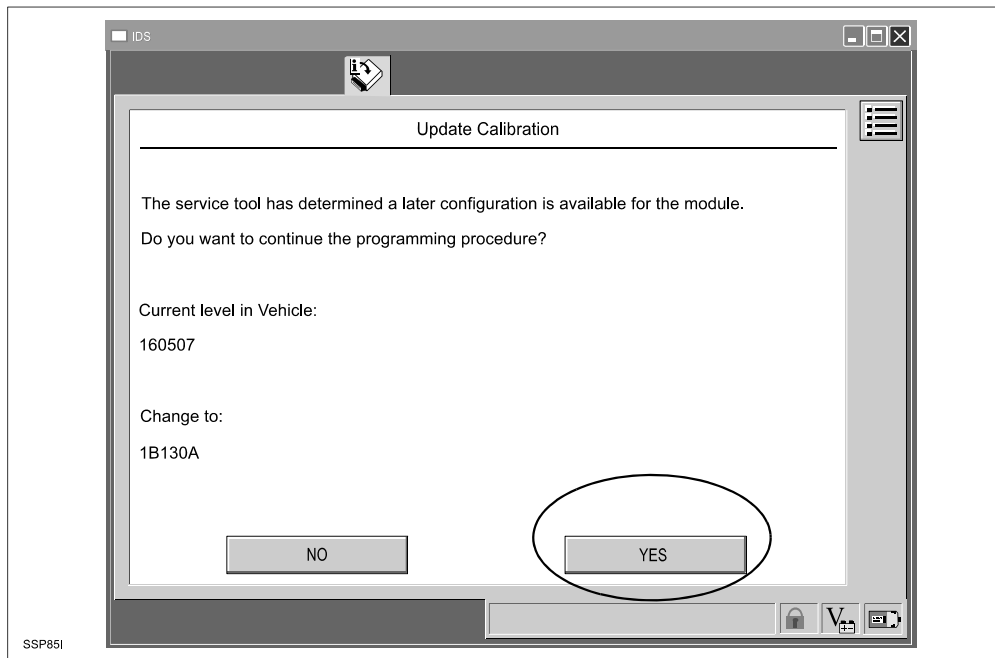 IDS
Update Calibration
The service tool has determined a later configuration is available for the module.
Do you want to continue the programming procedure?
Current level in Vehicle:
160507
Change to:
1B130A
NO
YES
V
SSP85I